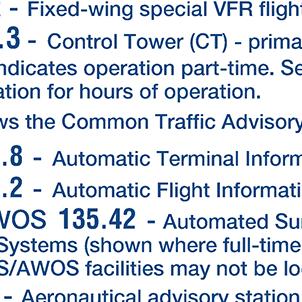 - Fixed-wing special VFR flight
.3 - Control Tower (CT) - prima
ndicates operation part-time. Se
ation for hours of operation.
ws the Common Traffic Advisory
.8 - Automatic Terminal Inform
.2 - Automatic Flight Informati
WOS 135.42 - Automated Sur
Systems (shown where full-time
S/AWOS facilities may not be lo
- Aeronautical advisory station